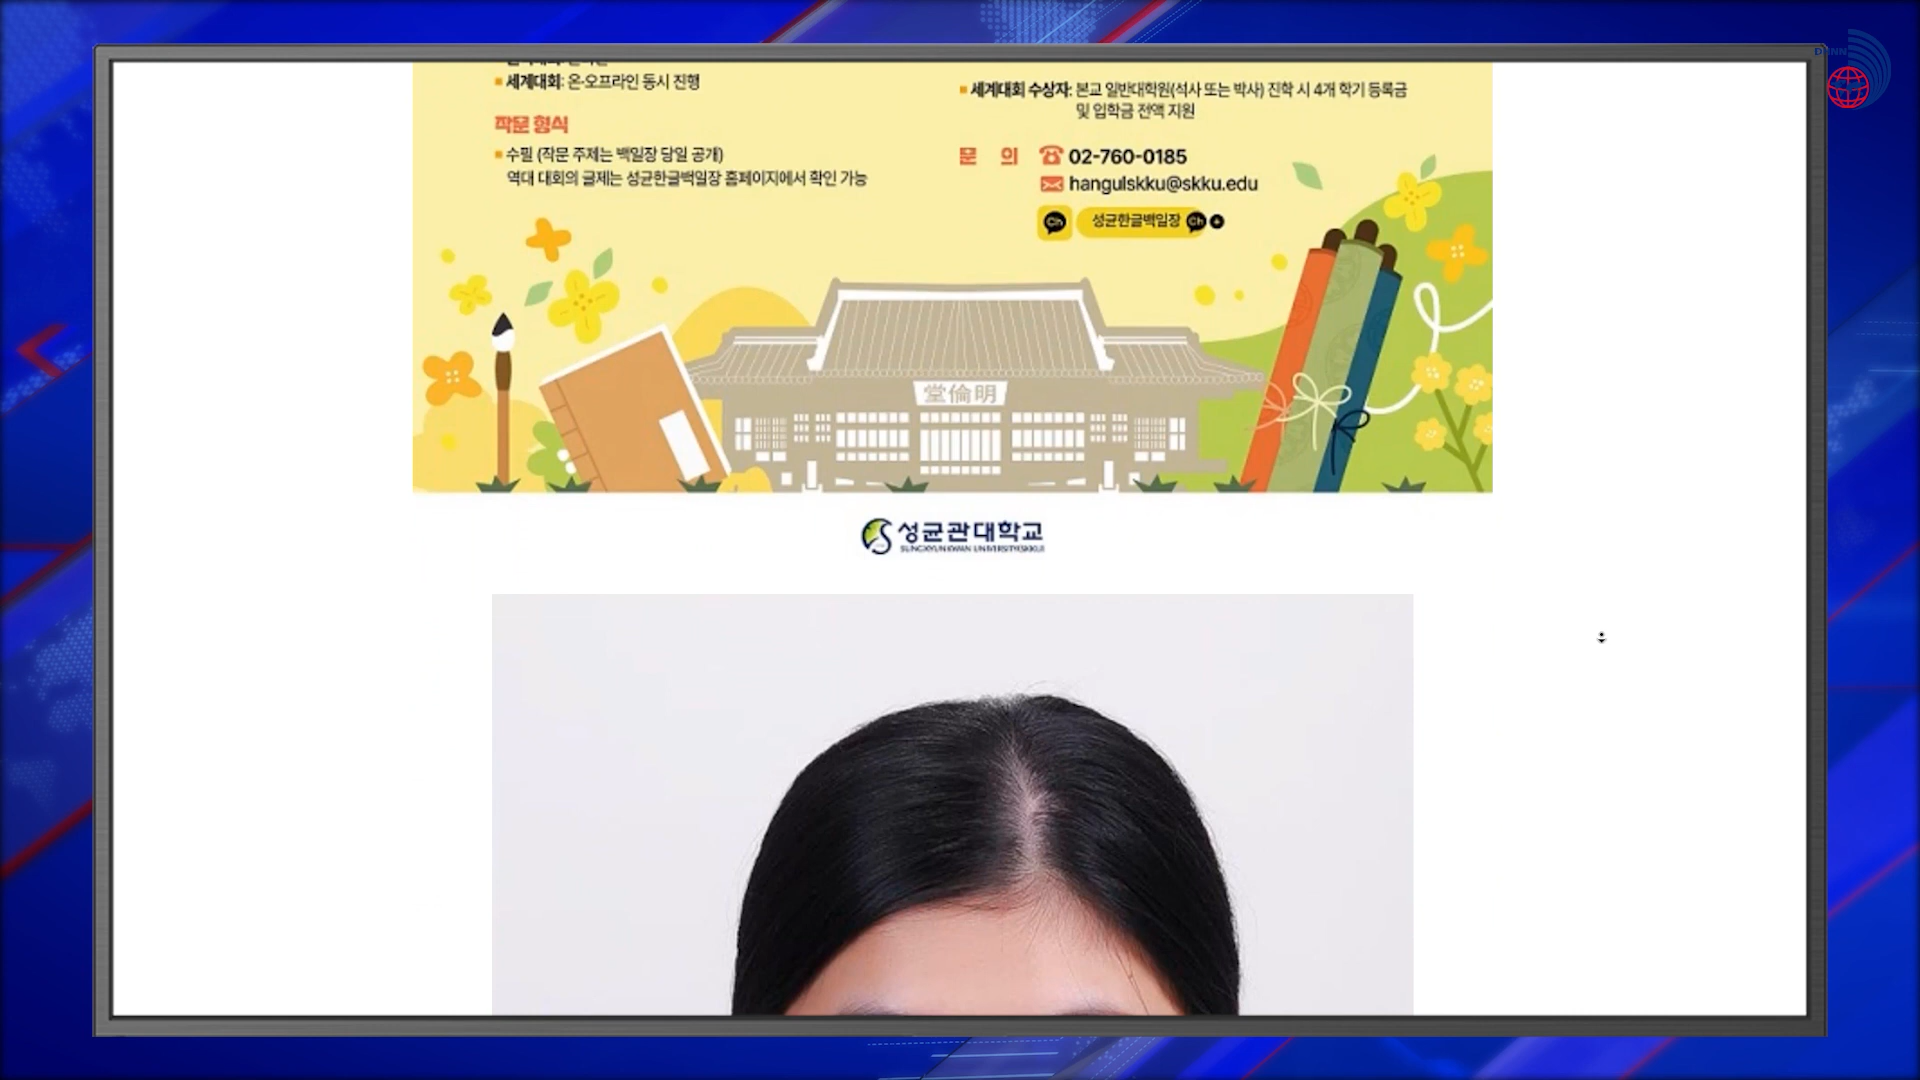 세계대회: 온·오프라인 동시 진행
작문 형식
수필 (작문 주제는 백일장 당일 공개)
역대 대회의 글제는 성균한글백일장 홈페이지에서 확인 가능
세계대회 수상자: 본교 일반대학원(석사 또는 박사) 진학 시 4개 학기 등록금
및 입학금 전액 지원
문 의
02-760-0185
hangulskku@skku.edu
Ch 성균한글백일장 Ch +
堂倫明
성균관대학교
SUNGKYUNKWAN UNIVERSITY(SKKU)